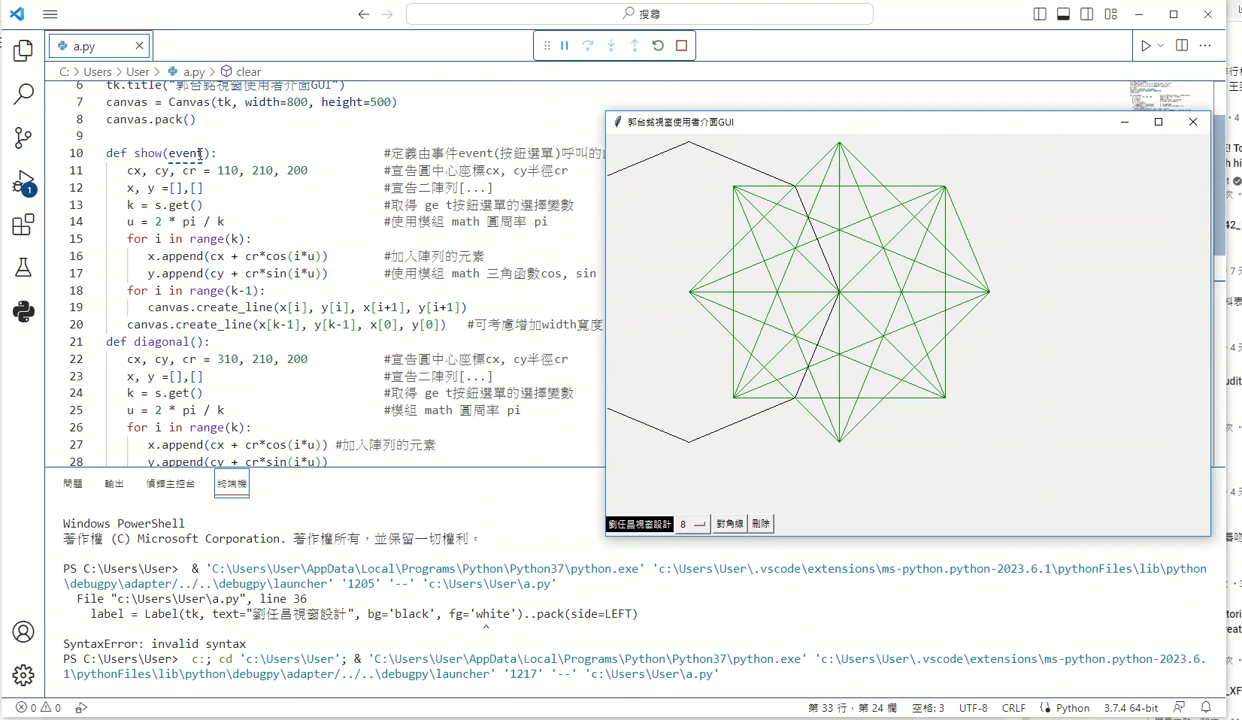 搜尋
a.py
C: > Users > User > a.py > clear
6 tk.title("郭台銘視窗使用者介面GUI")
7 canvas = Canvas(tk, width=800, height=500)
8 canvas.pack()
9
10 def show(event): #定義由事件event(按鈕選單)呼叫的
11 cx, cy, cr = 110, 210, 200 #宣告圓中心座標cx, cy半徑cr
12 x, y =[],[] #宣告二陣列[...]
13 k = s.get() #取得 ge t按鈕選單的選擇變數
14 u = 2 * pi / k #使用模組 math 圓周率 pi
15 for i in range(k):
16 x.append(cx + cr*cos(i*u)) #加入陣列的元素
17 y.append(cy + cr*sin(i*u)) #使用模組 math 三角函數cos, sin
18 for i in range(k-1):
19 canvas.create_line(x[i], y[i], x[i+1], y[i+1])
20 canvas.create_line(x[k-1], y[k-1], x[0], y[0]) #可考慮增加width寬度
21 def diagonal():
22 cx, cy, cr = 310, 210, 200 #宣告圓中心座標cx, cy半徑cr
23 x, y =[],[] #宣告二陣列[...]
24 k = s.get() #取得 ge t按鈕選單的選擇變數
25 u = 2 * pi / k #模組 math 圓周率 pi
26 for i in range(k):
27 x.append(cx + cr*cos(i*u)) #加入陣列的元素
28 y.append(cy + cr*sin(i*u))
郭台銘視窗使用者介面GUI
劉任昌視窗設計 8 對角線 刪除
問題 輸出 偵錯主控台 終端機
Windows PowerShell
著作權 (C) Microsoft Corporation. 著作權所有，並保留一切權利。
PS C:\Users\User> & 'C:\Users\User\AppData\Local\Programs\Python\Python37\python.exe' 'c:\Users\User\.vscode\extensions\ms-python.python-2023.6.1\pythonFiles\lib\python
\debugpy\adapter/../..\debugpy\launcher' '1205' '--' 'c:\Users\User\a.py'
File "c:\Users\User\a.py", line 36
label = Label(tk, text="劉任昌視窗設計", bg='black', fg='white')..pack(side=LEFT)
^
SyntaxError: invalid syntax
PS C:\Users\User> c:; cd 'c:\Users\User'; & 'C:\Users\User\AppData\Local\Programs\Python\Python37\python.exe' 'c:\Users\User\.vscode\extensions\ms-python.python-2023.6.
1\pythonFiles\lib\python\debugpy\adapter/../..\debugpy\launcher' '1217' '--' 'c:\Users\User\a.py'
1
0 0
第 33 行，第 24 欄 空格: 3 UTF-8 CRLF Python 3.7.4 64-bit